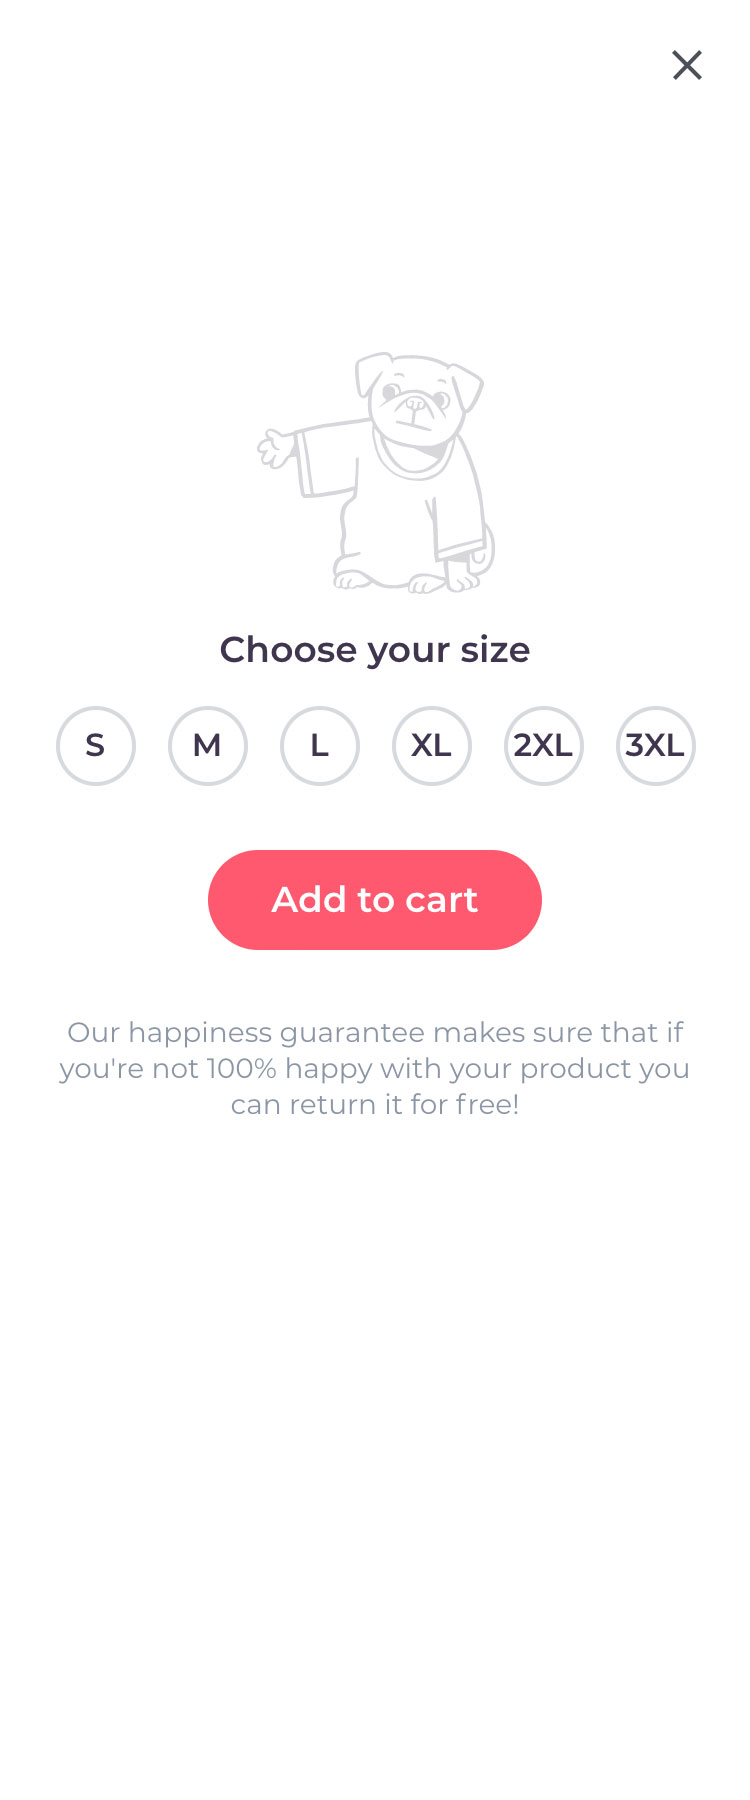 Choose your size
S M L XL 2XL 3XL
Add to cart
Our happiness guarantee makes sure that if
you're not 100% happy with your product you
can return it for free!